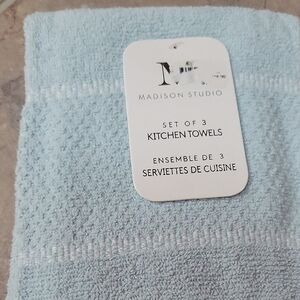 MADISON STUDIO
SET OF 3
KITCHEN TOWELS
ENSEMBLE DE 3
SERVIETTES DE CUISINE